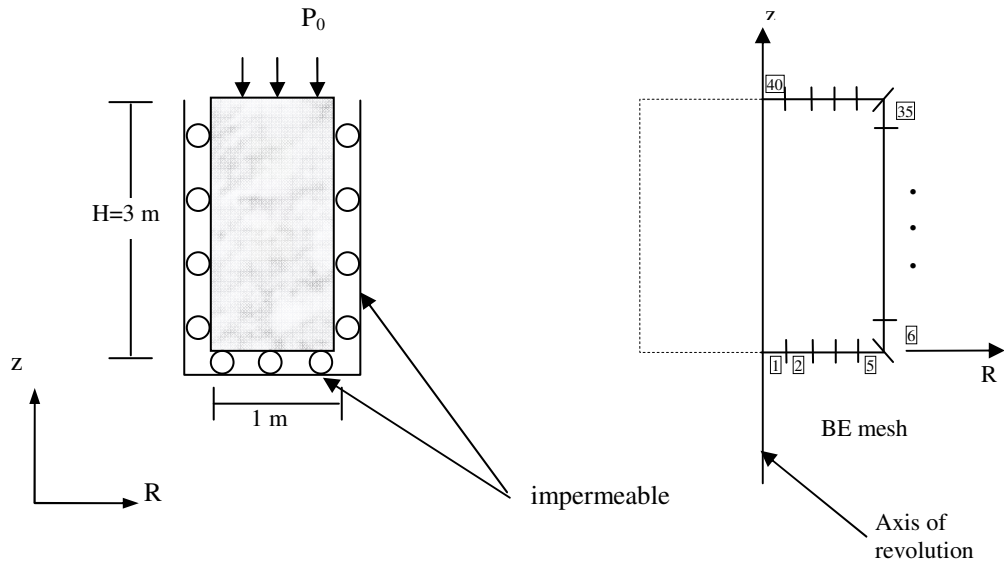 P0
H=3 m
1 m
z
R
impermeable
z
40
35
6
1 2 5
R
BE mesh
Axis of
revolution